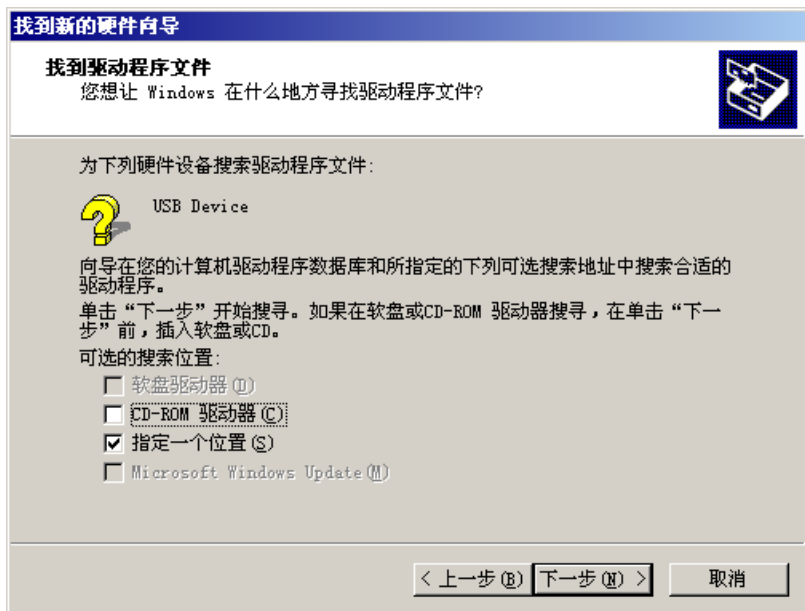 找到新的硬件向导
找到驱动程序文件
您想让 Windows 在什么地方寻找驱动程序文件?
为下列硬件设备搜索驱动程序文件:
USB Device
向导在您的计算机驱动程序数据库和所指定的下列可选搜索地址中搜索合适的
驱动程序。
单击“下一步”开始搜寻。如果在软盘或CD-ROM 驱动器搜寻，在单击“下一
步”前，插入软盘或CD。
可选的搜索位置:
软盘驱动器(D)
CD-ROM 驱动器(C)
指定一个位置(S)
Microsoft Windows Update(M)
< 上一步(B) 下一步(N) > 取消